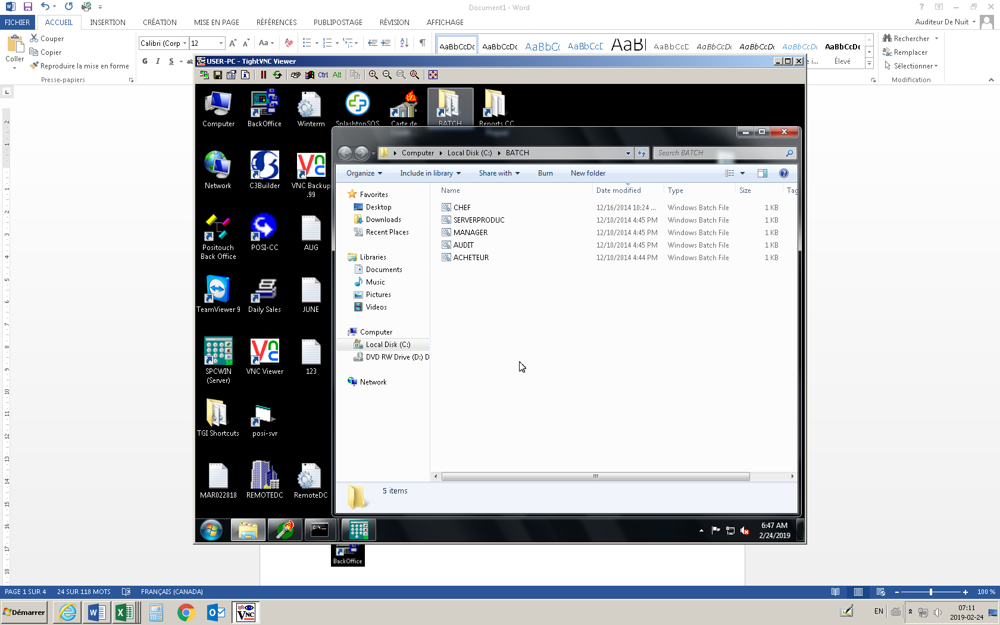 Document1 - Word
FICHIER ACCUEIL INSERTION CRÉATION MISE EN PAGE RÉFÉRENCES PUBLIPOSTAGE RÉVISION AFFICHAGE Auditeur De Nuit
Coller
Couper
Copier
Reproduire la mise en forme
Presse-papiers
Calibri (Corp 12
G I S ab
AaBbCcDc AaBbCcDc AaBbCc AaBbCcC AaBl AaBbCcD AaBbCcDc AaBbCcDc AaBbCcDc AaBbCcDc
Élevé
Rechercher
Remplacer
Sélectionner
Modification
USER-PC - TightVNC Viewer
Ctrl Alt
Computer BackOffice Winterm SplashtopSOS Carte de BATCH Reports CC
Network C3Builder VNC Backup .99
Positouch Back Office POSI-CC AUG
TeamViewer 9 Daily Sales JUNE
SPCWIN (Server) VNC Viewer 123
TGI Shortcuts posi-svr
MAR022818 REMOTEDC RemoteDC
Computer Local Disk (C:) BATCH
Search BATCH
Organize Include in library Share with Burn New folder
Favorites
Desktop
Downloads
Recent Places
Libraries
Documents
Music
Pictures
Videos
Computer
Local Disk (C:)
DVD RW Drive (D:) D
Network
Name Date modified Type Size Tag
CHEF 12/16/2014 10:24 ... Windows Batch File 1 KB
SERVERPRODUC 12/10/2014 4:45 PM Windows Batch File 1 KB
MANAGER 12/10/2014 4:45 PM Windows Batch File 1 KB
AUDIT 12/10/2014 4:45 PM Windows Batch File 1 KB
ACHETEUR 12/10/2014 4:44 PM Windows Batch File 1 KB
5 items
6:47 AM
2/24/2019
BackOffice
PAGE 1 SUR 4 24 SUR 118 MOTS FRANÇAIS (CANADA) 100 %
Démarrer
EN
07:11
2019-02-24